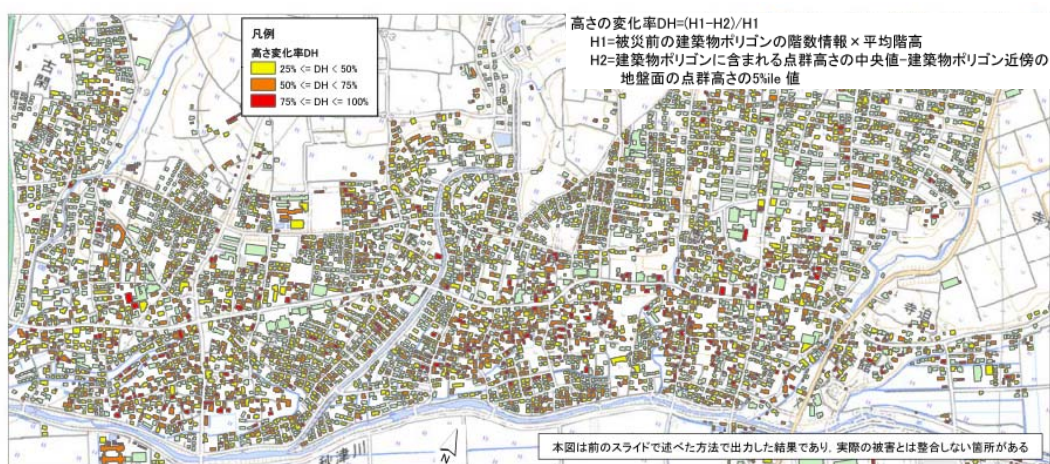 高さの変化率DH=(H1-H2)/H1
H1=被災前の建築物ポリゴンの階数情報×平均階高
H2=建築物ポリゴンに含まれる点群高さの中央値-建築物ポリゴン近傍の
地盤面の点群高さの5%ile 値
凡例
高さ変化率DH
25% <= DH < 50%
50% <= DH < 75%
75% <= DH <= 100%
古閑
寺迫
秋津川
本図は前のスライドで述べた方法で出力した結果であり, 実際の被害とは整合しない箇所がある